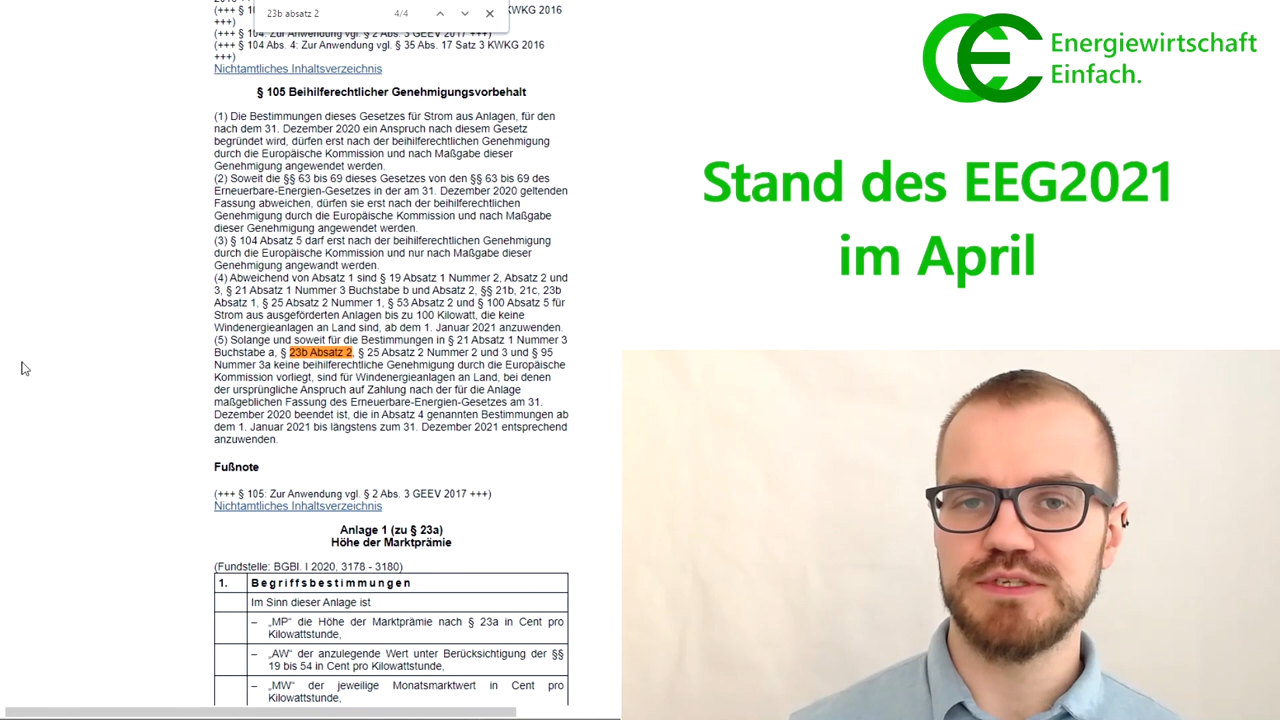 (+++ § 10
KWKG 2016
+++)
23b absatz 2
4/4
(+++ § 104: Zur Anwendung vgl. § 2 Abs. 3 GEEV 2017 +++)
(+++ § 104 Abs. 4: Zur Anwendung vgl. § 35 Abs. 17 Satz 3 KWKG 2016
+++)
Nichtamtliches Inhaltsverzeichnis
§ 105 Beihilferechtlicher Genehmigungsvorbehalt
(1) Die Bestimmungen dieses Gesetzes für Strom aus Anlagen, für den
nach dem 31. Dezember 2020 ein Anspruch nach diesem Gesetz
begründet wird, dürfen erst nach der beihilferechtlichen Genehmigung
durch die Europäische Kommission und nach Maßgabe dieser
Genehmigung angewendet werden.
(2) Soweit die §§ 63 bis 69 dieses Gesetzes von den §§ 63 bis 69 des
Erneuerbare-Energien-Gesetzes in der am 31. Dezember 2020 geltenden
Fassung abweichen, dürfen sie erst nach der beihilferechtlichen
Genehmigung durch die Europäische Kommission und nach Maßgabe
dieser Genehmigung angewendet werden.
(3) § 104 Absatz 5 darf erst nach der beihilferechtlichen Genehmigung
durch die Europäische Kommission und nur nach Maßgabe dieser
Genehmigung angewandt werden.
(4) Abweichend von Absatz 1 sind § 19 Absatz 1 Nummer 2, Absatz 2 und
3, § 21 Absatz 1 Nummer 3 Buchstabe b und Absatz 2, §§ 21b, 21c, 23b
Absatz 1, § 25 Absatz 2 Nummer 1, § 53 Absatz 2 und § 100 Absatz 5 für
Strom aus ausgeförderten Anlagen bis zu 100 Kilowatt, die keine
Windenergieanlagen an Land sind, ab dem 1. Januar 2021 anzuwenden.
(5) Solange und soweit für die Bestimmungen in § 21 Absatz 1 Nummer 3
Buchstabe a, § 23b Absatz 2, § 25 Absatz 2 Nummer 2 und 3 und § 95
Nummer 3a keine beihilferechtliche Genehmigung durch die Europäische
Kommission vorliegt, sind für Windenergieanlagen an Land, bei denen
der ursprüngliche Anspruch auf Zahlung nach der für die Anlage
maßgeblichen Fassung des Erneuerbare-Energien-Gesetzes am 31.
Dezember 2020 beendet ist, die in Absatz 4 genannten Bestimmungen ab
dem 1. Januar 2021 bis längstens zum 31. Dezember 2021 entsprechend
anzuwenden.
Fußnote
(+++ § 105: Zur Anwendung vgl. § 2 Abs. 3 GEEV 2017 +++)
Nichtamtliches Inhaltsverzeichnis
Anlage 1 (zu § 23a)
Höhe der Marktprämie
(Fundstelle: BGBl. I 2020, 3178 - 3180)
1. Begriffsbestimmungen
Im Sinn dieser Anlage ist
– „MP“ die Höhe der Marktprämie nach § 23a in Cent pro
Kilowattstunde,
– „AW“ der anzulegende Wert unter Berücksichtigung der §§
19 bis 54 in Cent pro Kilowattstunde,
– „MW“ der jeweilige Monatsmarktwert in Cent pro
Kilowattstunde,
Energiewirtschaft
Einfach.
Stand des EEG2021
im April